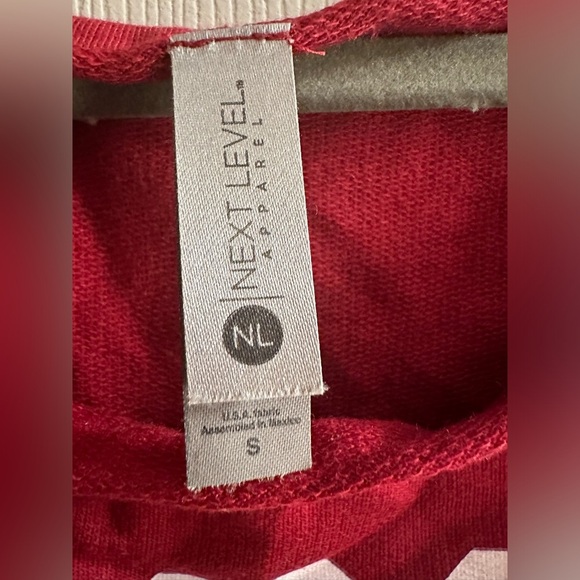 NEXT LEVEL
APPAREL
NL
U.S.A. fabric
Assembled in Mexico
S